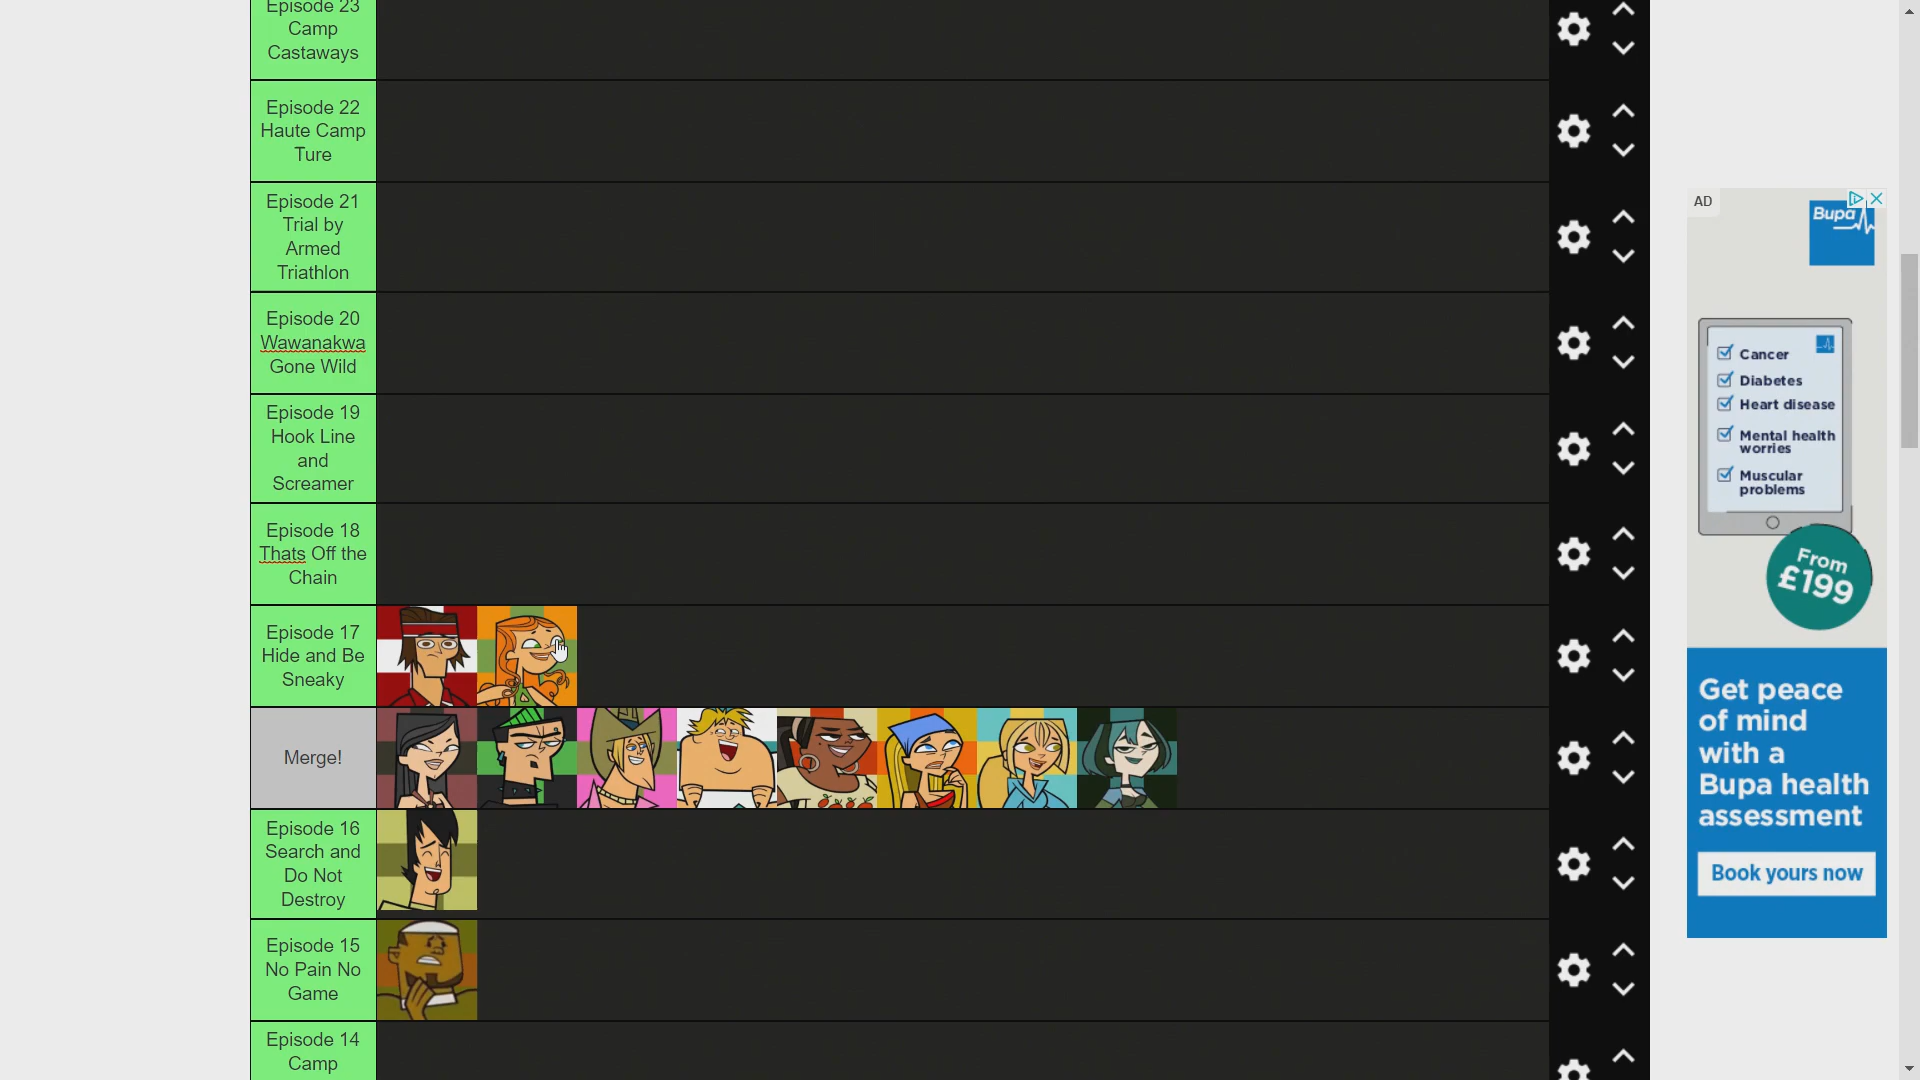 Episode 23
Camp
Castaways
Episode 22
Haute Camp
Ture
Episode 21
Trial by
Armed
Triathlon
Episode 20
Wawanakwa
Gone Wild
Episode 19
Hook Line
and
Screamer
Episode 18
Thats Off the
Chain
Episode 17
Hide and Be
Sneaky
Merge!
Episode 16
Search and
Do Not
Destroy
Episode 15
No Pain No
Game
Episode 14
Camp
AD
Bupa
Cancer
Diabetes
Heart disease
Mental health
worries
Muscular
problems
From
£199
Get peace
of mind
with a
Bupa health
assessment
Book yours now